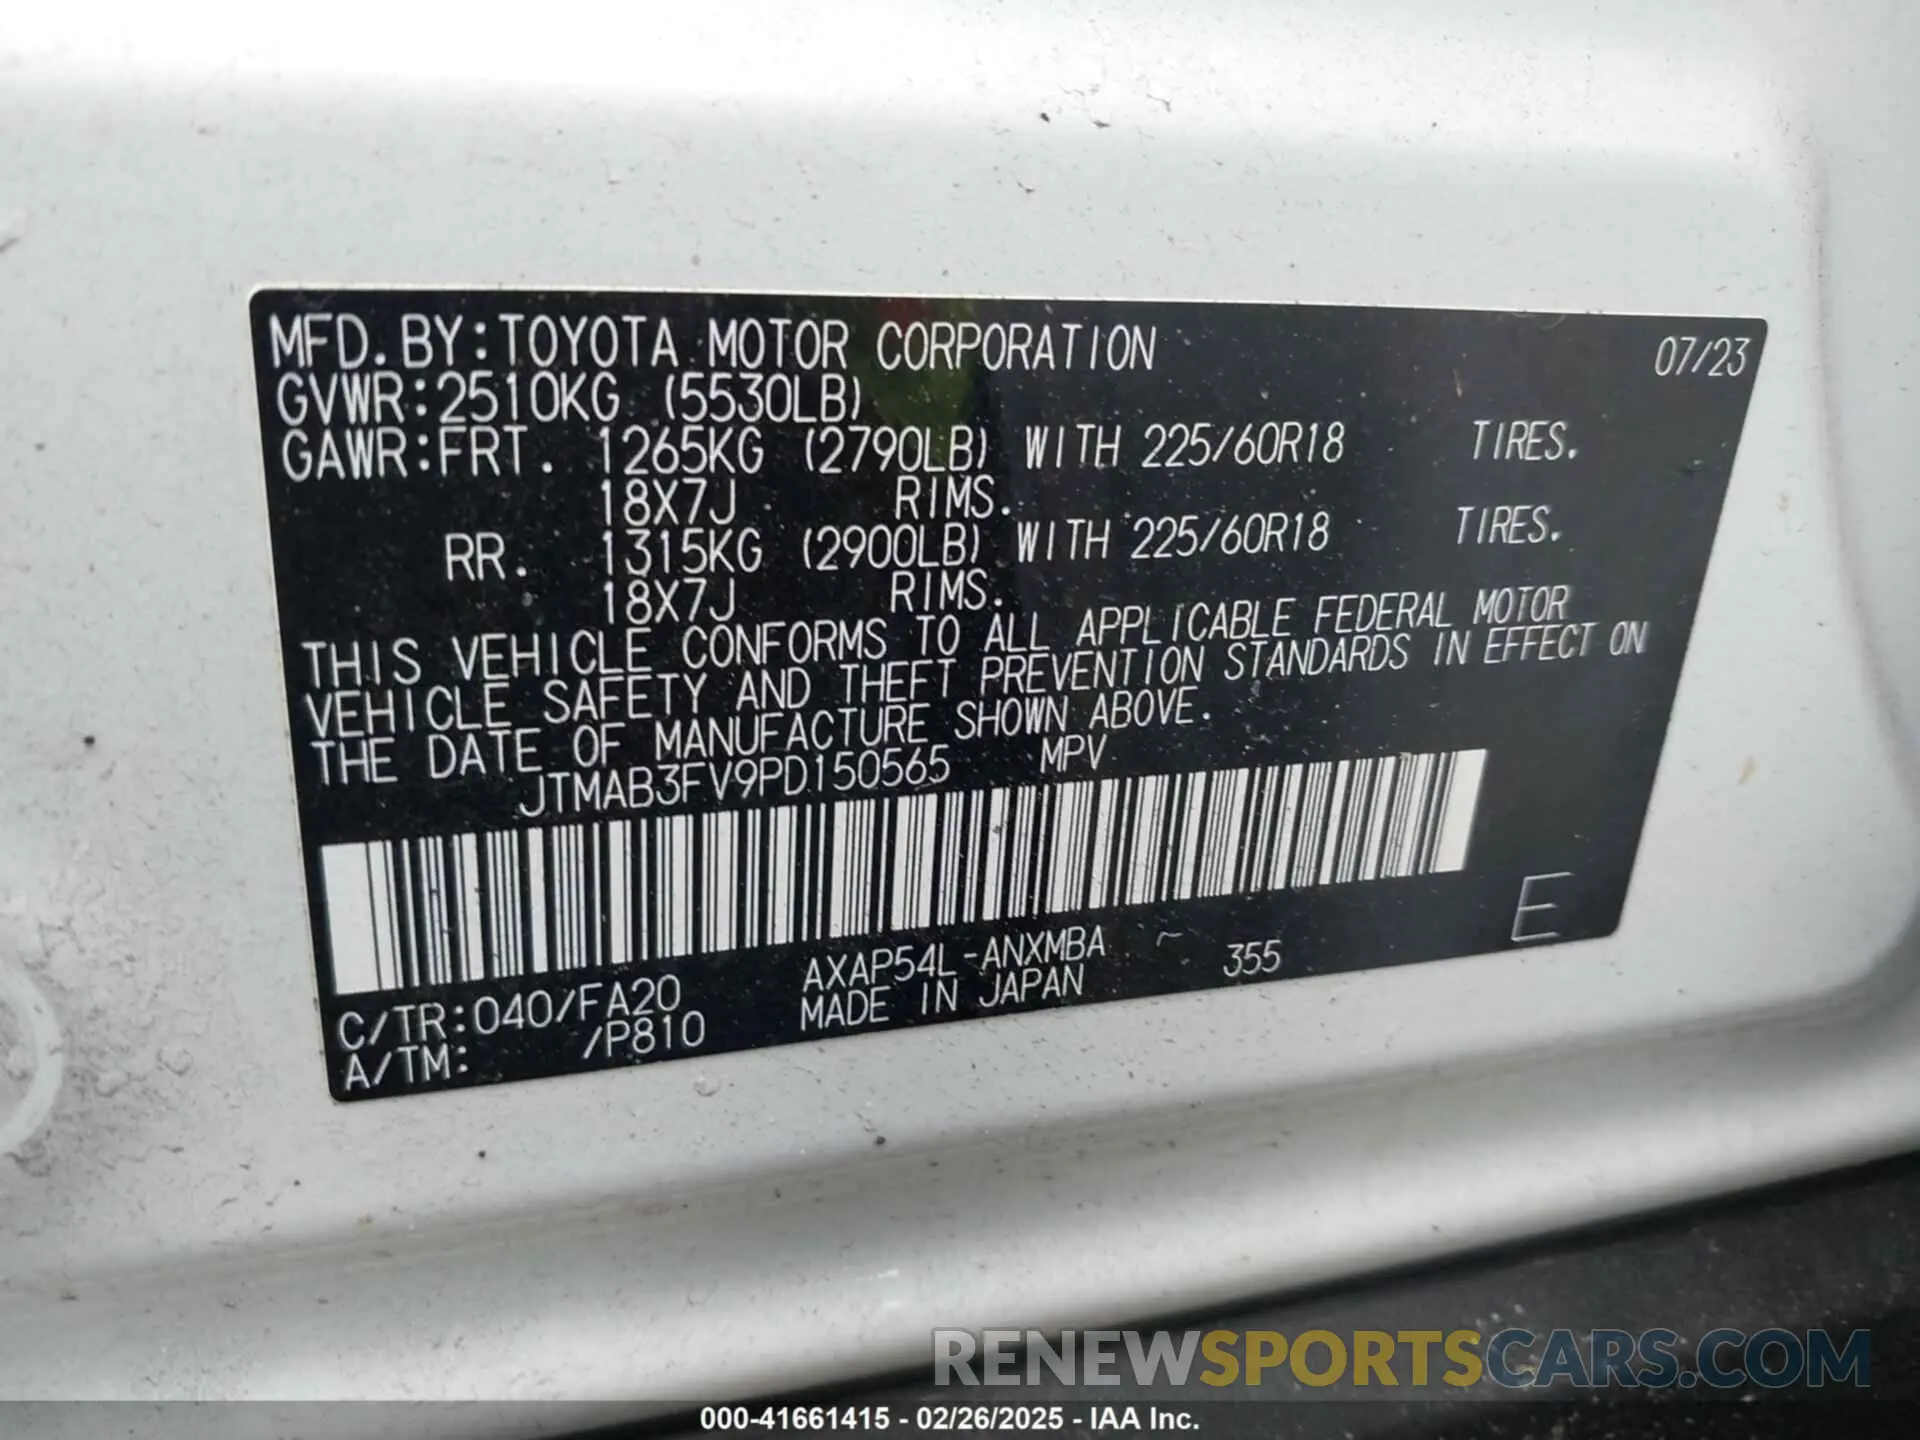 MFD.BY:TOYOTA MOTOR CORPORATION 07/23
GVWR:2510KG (5530LB)
GAWR:FRT. 1265KG (2790LB) WITH 225/60R18 TIRES.
18X7J RIMS.
RR. 1315KG (2900LB) WITH 225/60R18 TIRES.
18X7J RIMS.
THIS VEHICLE CONFORMS TO ALL APPLICABLE FEDERAL MOTOR
VEHICLE SAFETY AND THEFT PREVENTION STANDARDS IN EFFECT ON
THE DATE OF MANUFACTURE SHOWN ABOVE.
JTMAB3FV9PD150565 MPV
E
C/TR:040/FA20 AXAP54L-ANXMBA ~ 355
A/TM: /P810 MADE IN JAPAN
RENEWSPORTSCARS.COM
000-41661415 - 02/26/2025 - IAA Inc.